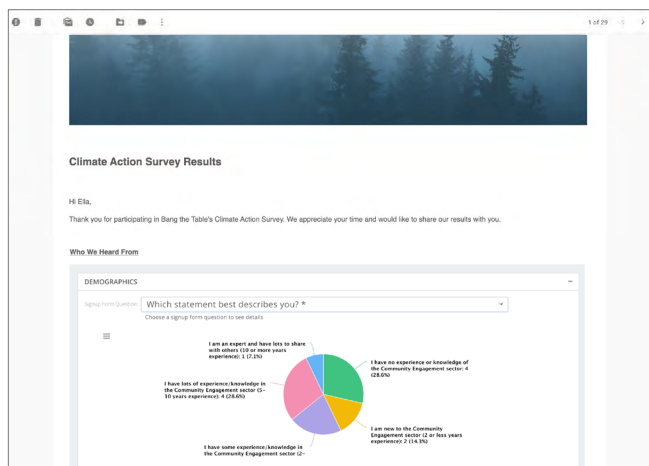 1 of 29
Climate Action Survey Results
Hi Ella,
Thank you for participating in Bang the Table's Climate Action Survey. We appreciate your time and would like to share our results with you.
Who We Heard From
DEMOGRAPHICS
Signup Form Question: Which statement best describes you? *
Choose a signup form question to see details
I am an expert and have lots to share
with others (10 or more years
experience): 1 (7.1%)
I have no experience or knowledge of
the Community Engagement sector: 4
(28.6%)
I have lots of experience/knowledge in
the Community Engagement sector (5-
10 years experience): 4 (28.6%)
I am new to the Community
Engagement sector (2 or less years
experience): 2 (14.3%)
I have some experience/knowledge in
the Community Engagement sector (2-